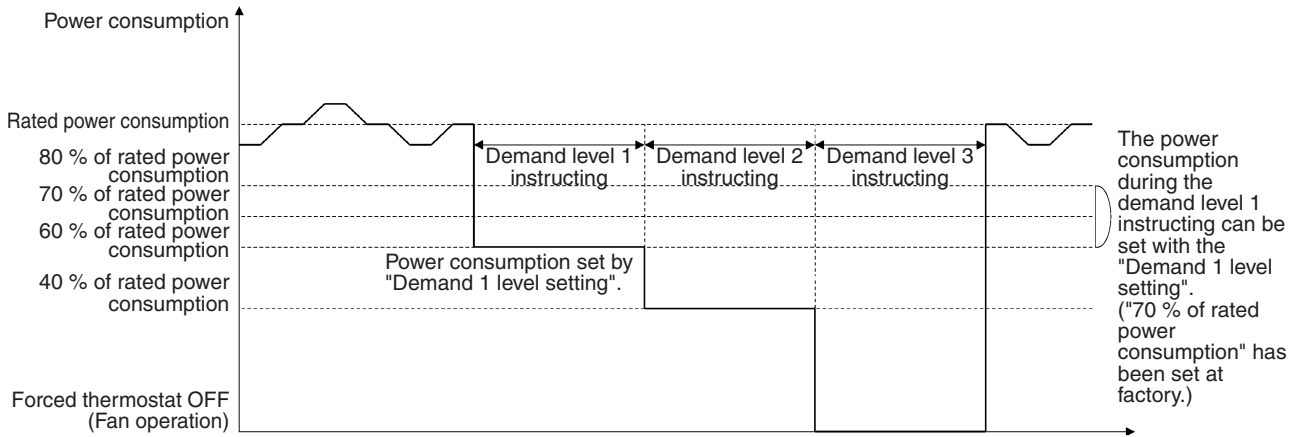 Power consumption
Rated power consumption
80 % of rated power
consumption
70 % of rated power
consumption
60 % of rated power
consumption
40 % of rated power
consumption
Forced thermostat OFF
(Fan operation)
Demand level 1
instructing
Demand level 2
instructing
Demand level 3
instructing
Power consumption set by
"Demand 1 level setting".
The power
consumption
during the
demand level 1
instructing can be
set with the
"Demand 1 level
setting".
("70 % of rated
power
consumption" has
been set at
factory.)